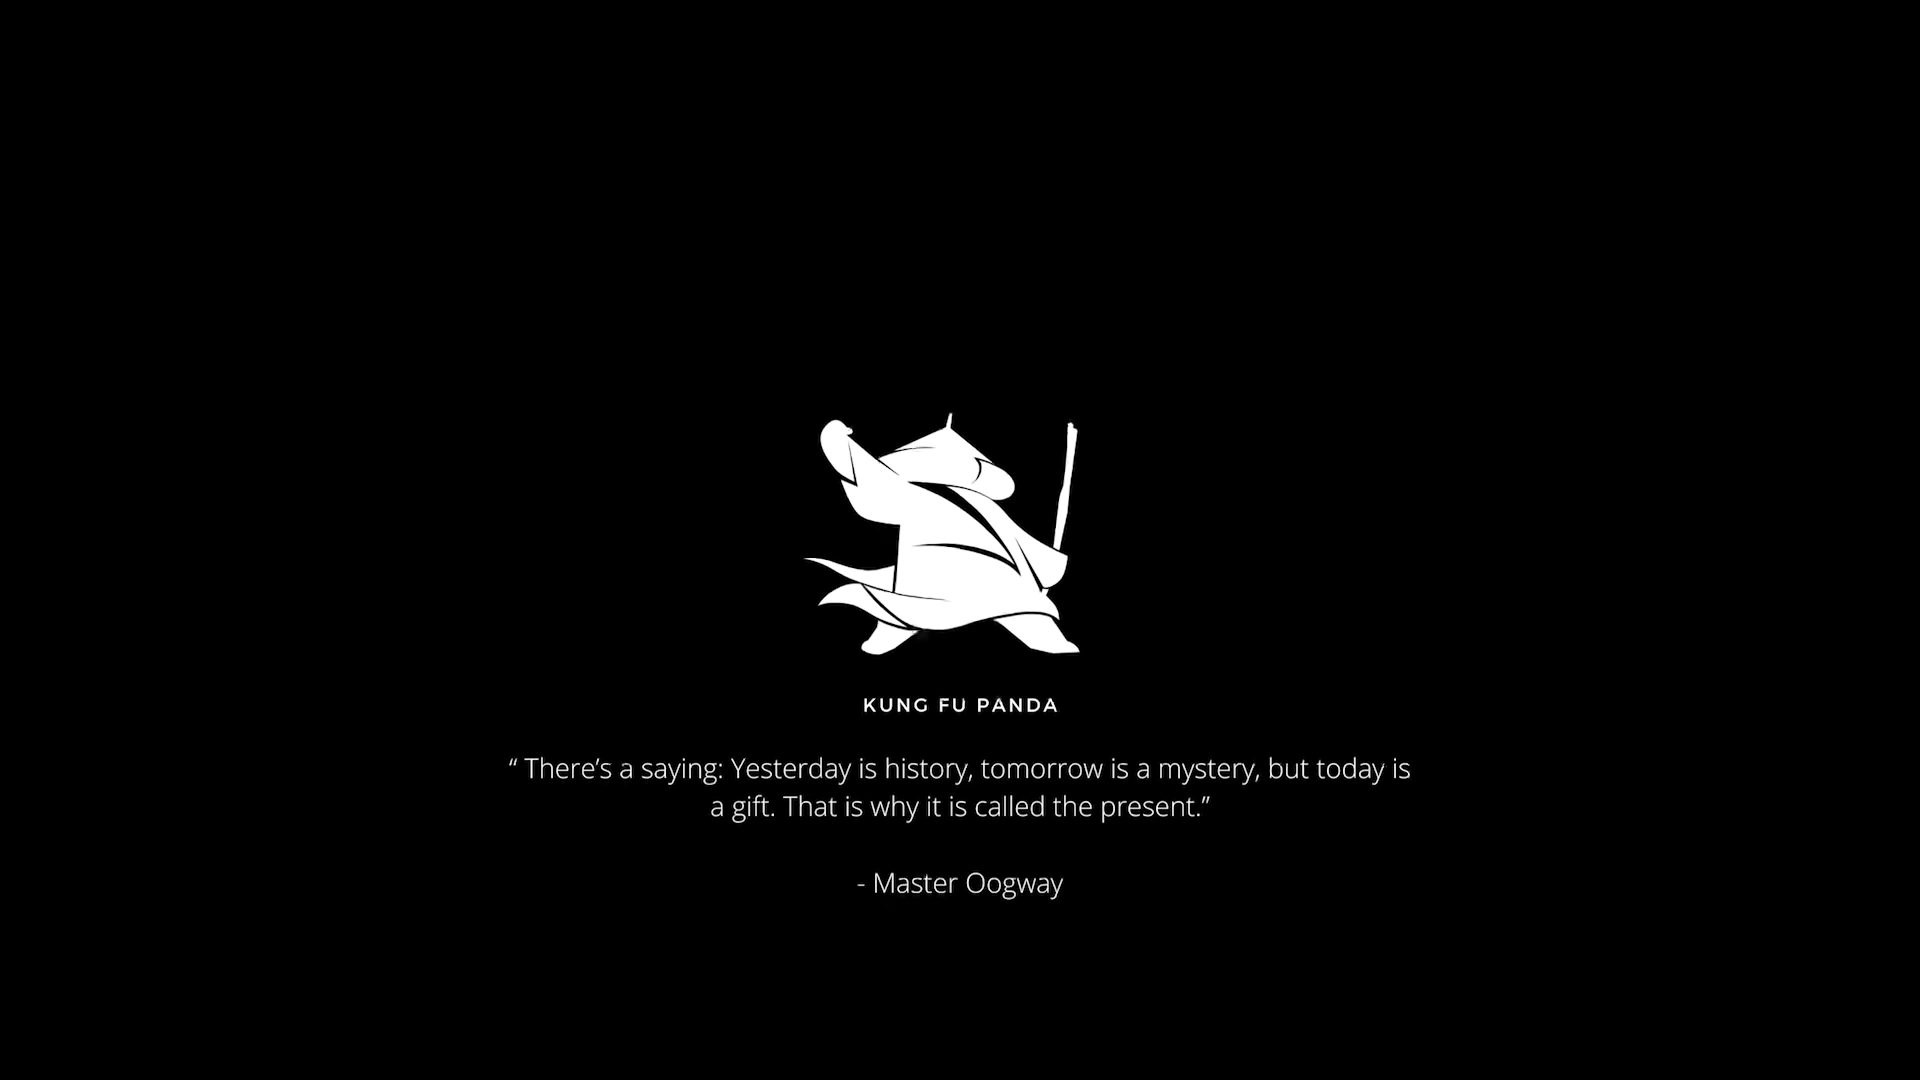 KUNG FU PANDA
“ There’s a saying: Yesterday is history, tomorrow is a mystery, but today is
a gift. That is why it is called the present.”
- Master Oogway